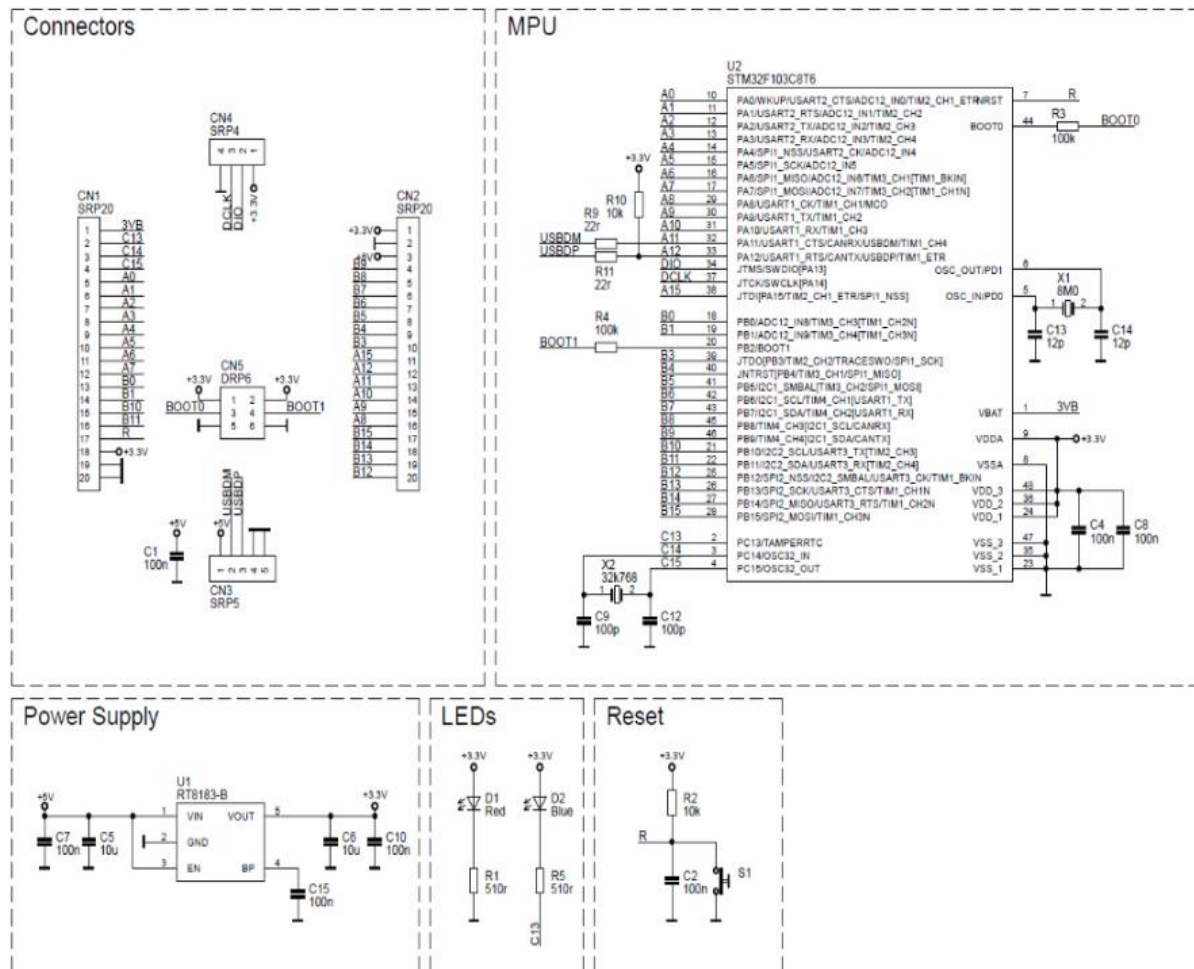 Connectors
CN4
SRP4
4
3
2
1
DCLK
DIO
+3.3V
CN1
SRP20
1 3VB
2 C13
3 C14
4 C15
5 A0
6 A1
7 A2
8 A3
9 A4
10 A5
11 A6
12 A7
13 B0
14 B1
15 B10
16 B11
17 R
18 +3.3V
19
20
CN2
SRP20
+3.3V 1
2
+5V 3
B9 4
B8 5
B7 6
B6 7
B5 8
B4 9
B3 10
A15 11
A12 12
A11 13
A10 14
A9 15
A8 16
B15 17
B14 18
B13 19
B12 20
CN5
DRP6
+3.3V 1 2 +3.3V
BOOT0 3 4 BOOT1
5 6
USBDM
USBDP
+5V
+5V
C1
100n
1 2 3 4 5
CN3
SRP5
MPU
U2
STM32F103C8T6
A0 10 PA0/WKUP/USART2_CTS/ADC12_IN0/TIM2_CH1_ETR
A1 11 PA1/USART2_RTS/ADC12_IN1/TIM2_CH2
A2 12 PA2/USART2_TX/ADC12_IN2/TIM2_CH3
A3 13 PA3/USART2_RX/ADC12_IN3/TIM2_CH4
A4 14 PA4/SPI1_NSS/USART2_CK/ADC12_IN4
A5 15 PA5/SPI1_SCK/ADC12_IN5
A6 16 PA6/SPI1_MISO/ADC12_IN6/TIM3_CH1[TIM1_BKIN]
A7 17 PA7/SPI1_MOSI/ADC12_IN7/TIM3_CH2[TIM1_CH1N]
A8 29 PA8/USART1_CK/TIM1_CH1/MCO
A9 30 PA9/USART1_TX/TIM1_CH2
A10 31 PA10/USART1_RX/TIM1_CH3
A11 32 PA11/USART1_CTS/CANRX/USBDM/TIM1_CH4
A12 33 PA12/USART1_RTS/CANTX/USBDP/TIM1_ETR
DIO 34 JTMS/SWDIO[PA13]
DCLK 37 JTCK/SWCLK[PA14]
A15 38 JTDI[PA15/TIM2_CH1_ETR/SPI1_NSS]
B0 18 PB0/ADC12_IN8/TIM3_CH3[TIM1_CH2N]
B1 19 PB1/ADC12_IN9/TIM3_CH4[TIM1_CH3N]
20 PB2/BOOT1
B3 39 JTDO[PB3/TIM2_CH2/TRACESWO/SPI1_SCK]
B4 40 JNTRST[PB4/TIM3_CH1/SPI1_MISO]
B5 41 PB5/I2C1_SMBAL[TIM3_CH2/SPI1_MOSI]
B6 42 PB6/I2C1_SCL/TIM4_CH1[USART1_TX]
B7 43 PB7/I2C1_SDA/TIM4_CH2[USART1_RX]
B8 45 PB8/TIM4_CH3[I2C1_SCL/CANRX]
B9 46 PB9/TIM4_CH4[I2C1_SDA/CANTX]
B10 21 PB10/I2C2_SCL/USART3_TX[TIM2_CH3]
B11 22 PB11/I2C2_SDA/USART3_RX[TIM2_CH4]
B12 25 PB12/SPI2_NSS/I2C2_SMBAL/USART3_CK/TIM1_BKIN
B13 26 PB13/SPI2_SCK/USART3_CTS/TIM1_CH1N
B14 27 PB14/SPI2_MISO/USART3_RTS/TIM1_CH2N
B15 28 PB15/SPI2_MOSI/TIM1_CH3N
C13 2 PC13/TAMPERRTC
C14 3 PC14/OSC32_IN
C15 4 PC15/OSC32_OUT
+3.3V
R10
10k
R9
22r
USBDM
USBDP
R11
22r
R4
100k
BOOT1
X2
32k768
1 2
C9
100p
C12
100p
NRST 7 R
BOOT0 44 R3 BOOT0
100k
OSC_OUT/PD1 6
X1
8M0
OSC_IN/PD0 5
1 2
C13
12p
C14
12p
VBAT 1 3VB
VDDA 9 +3.3V
VSSA 8
VDD_3 48
VDD_2 36
VDD_1 24
C4
100n
C8
100n
VSS_3 47
VSS_2 35
VSS_1 23
Power Supply
U1
RT8183-B
+5V
+3.3V
1 VIN VOUT 5
2 GND
3 EN BP 4
C7
100n
C5
10u
C6
10u
C10
100n
C15
100n
LEDs
+3.3V +3.3V
D1
Red
D2
Blue
R1
510r
R5
510r
C13
Reset
+3.3V
R2
10k
R
C2
100n
S1